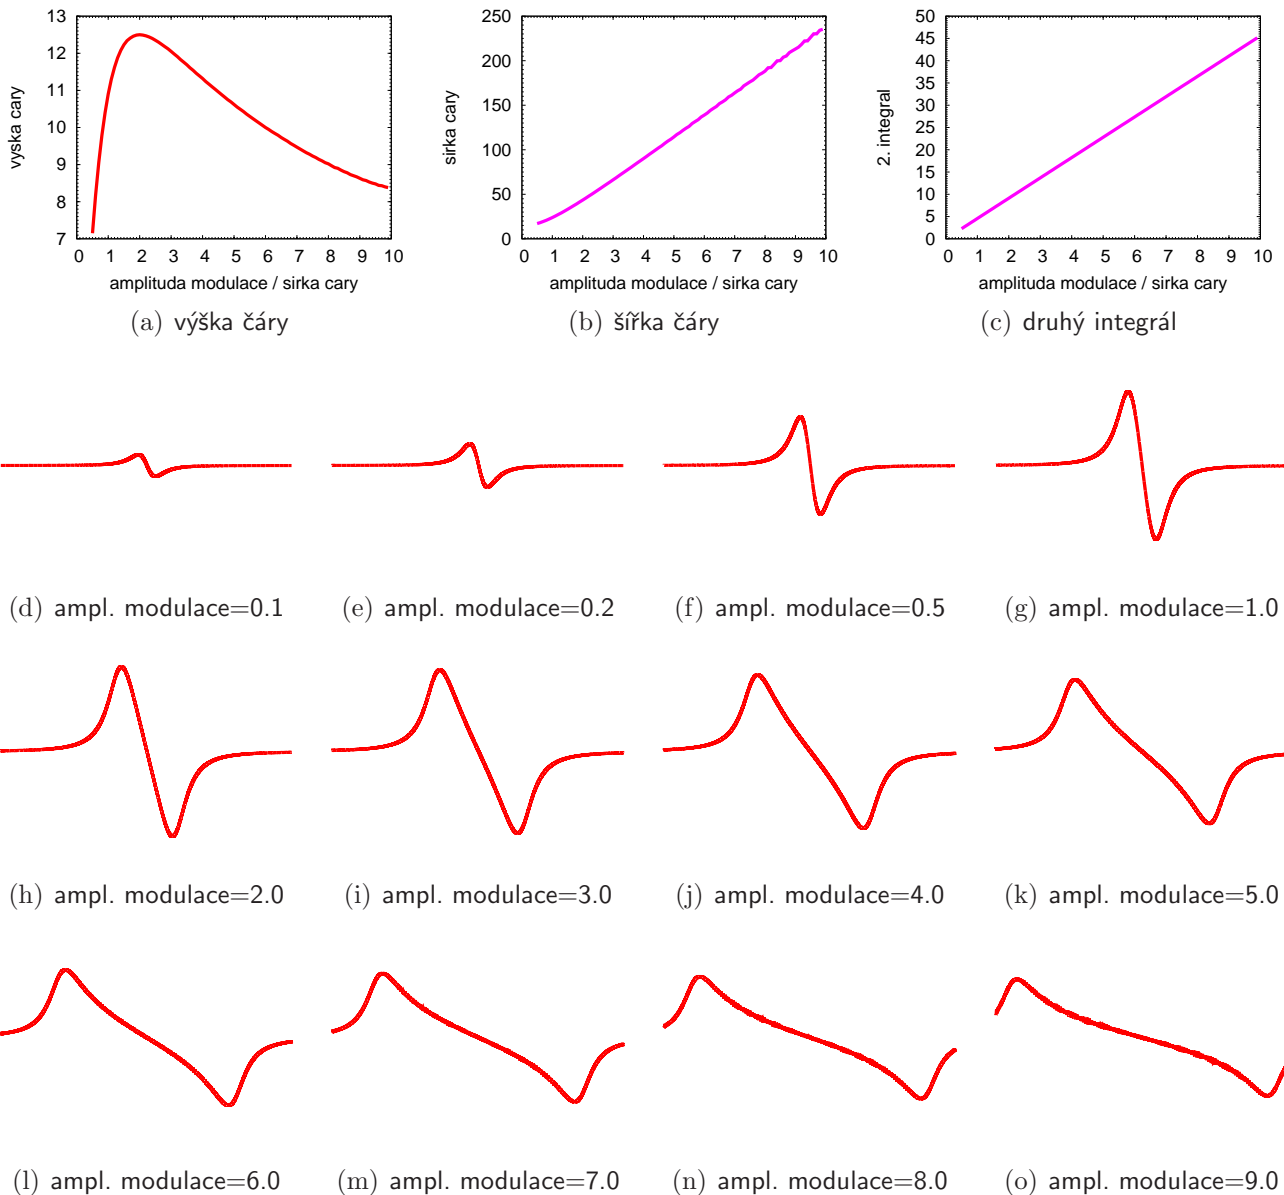 13
12
11
10
9
8
7
vyska cary
0 1 2 3 4 5 6 7 8 9 10
amplituda modulace / sirka cary
(a) výška čáry
250
200
150
100
50
0
sirka cary
0 1 2 3 4 5 6 7 8 9 10
amplituda modulace / sirka cary
(b) šířka čáry
50
45
40
35
30
25
20
15
10
5
0
2. integral
0 1 2 3 4 5 6 7 8 9 10
amplituda modulace / sirka cary
(c) druhý integrál
(d) ampl. modulace=0.1
(e) ampl. modulace=0.2
(f) ampl. modulace=0.5
(g) ampl. modulace=1.0
(h) ampl. modulace=2.0
(i) ampl. modulace=3.0
(j) ampl. modulace=4.0
(k) ampl. modulace=5.0
(l) ampl. modulace=6.0
(m) ampl. modulace=7.0
(n) ampl. modulace=8.0
(o) ampl. modulace=9.0